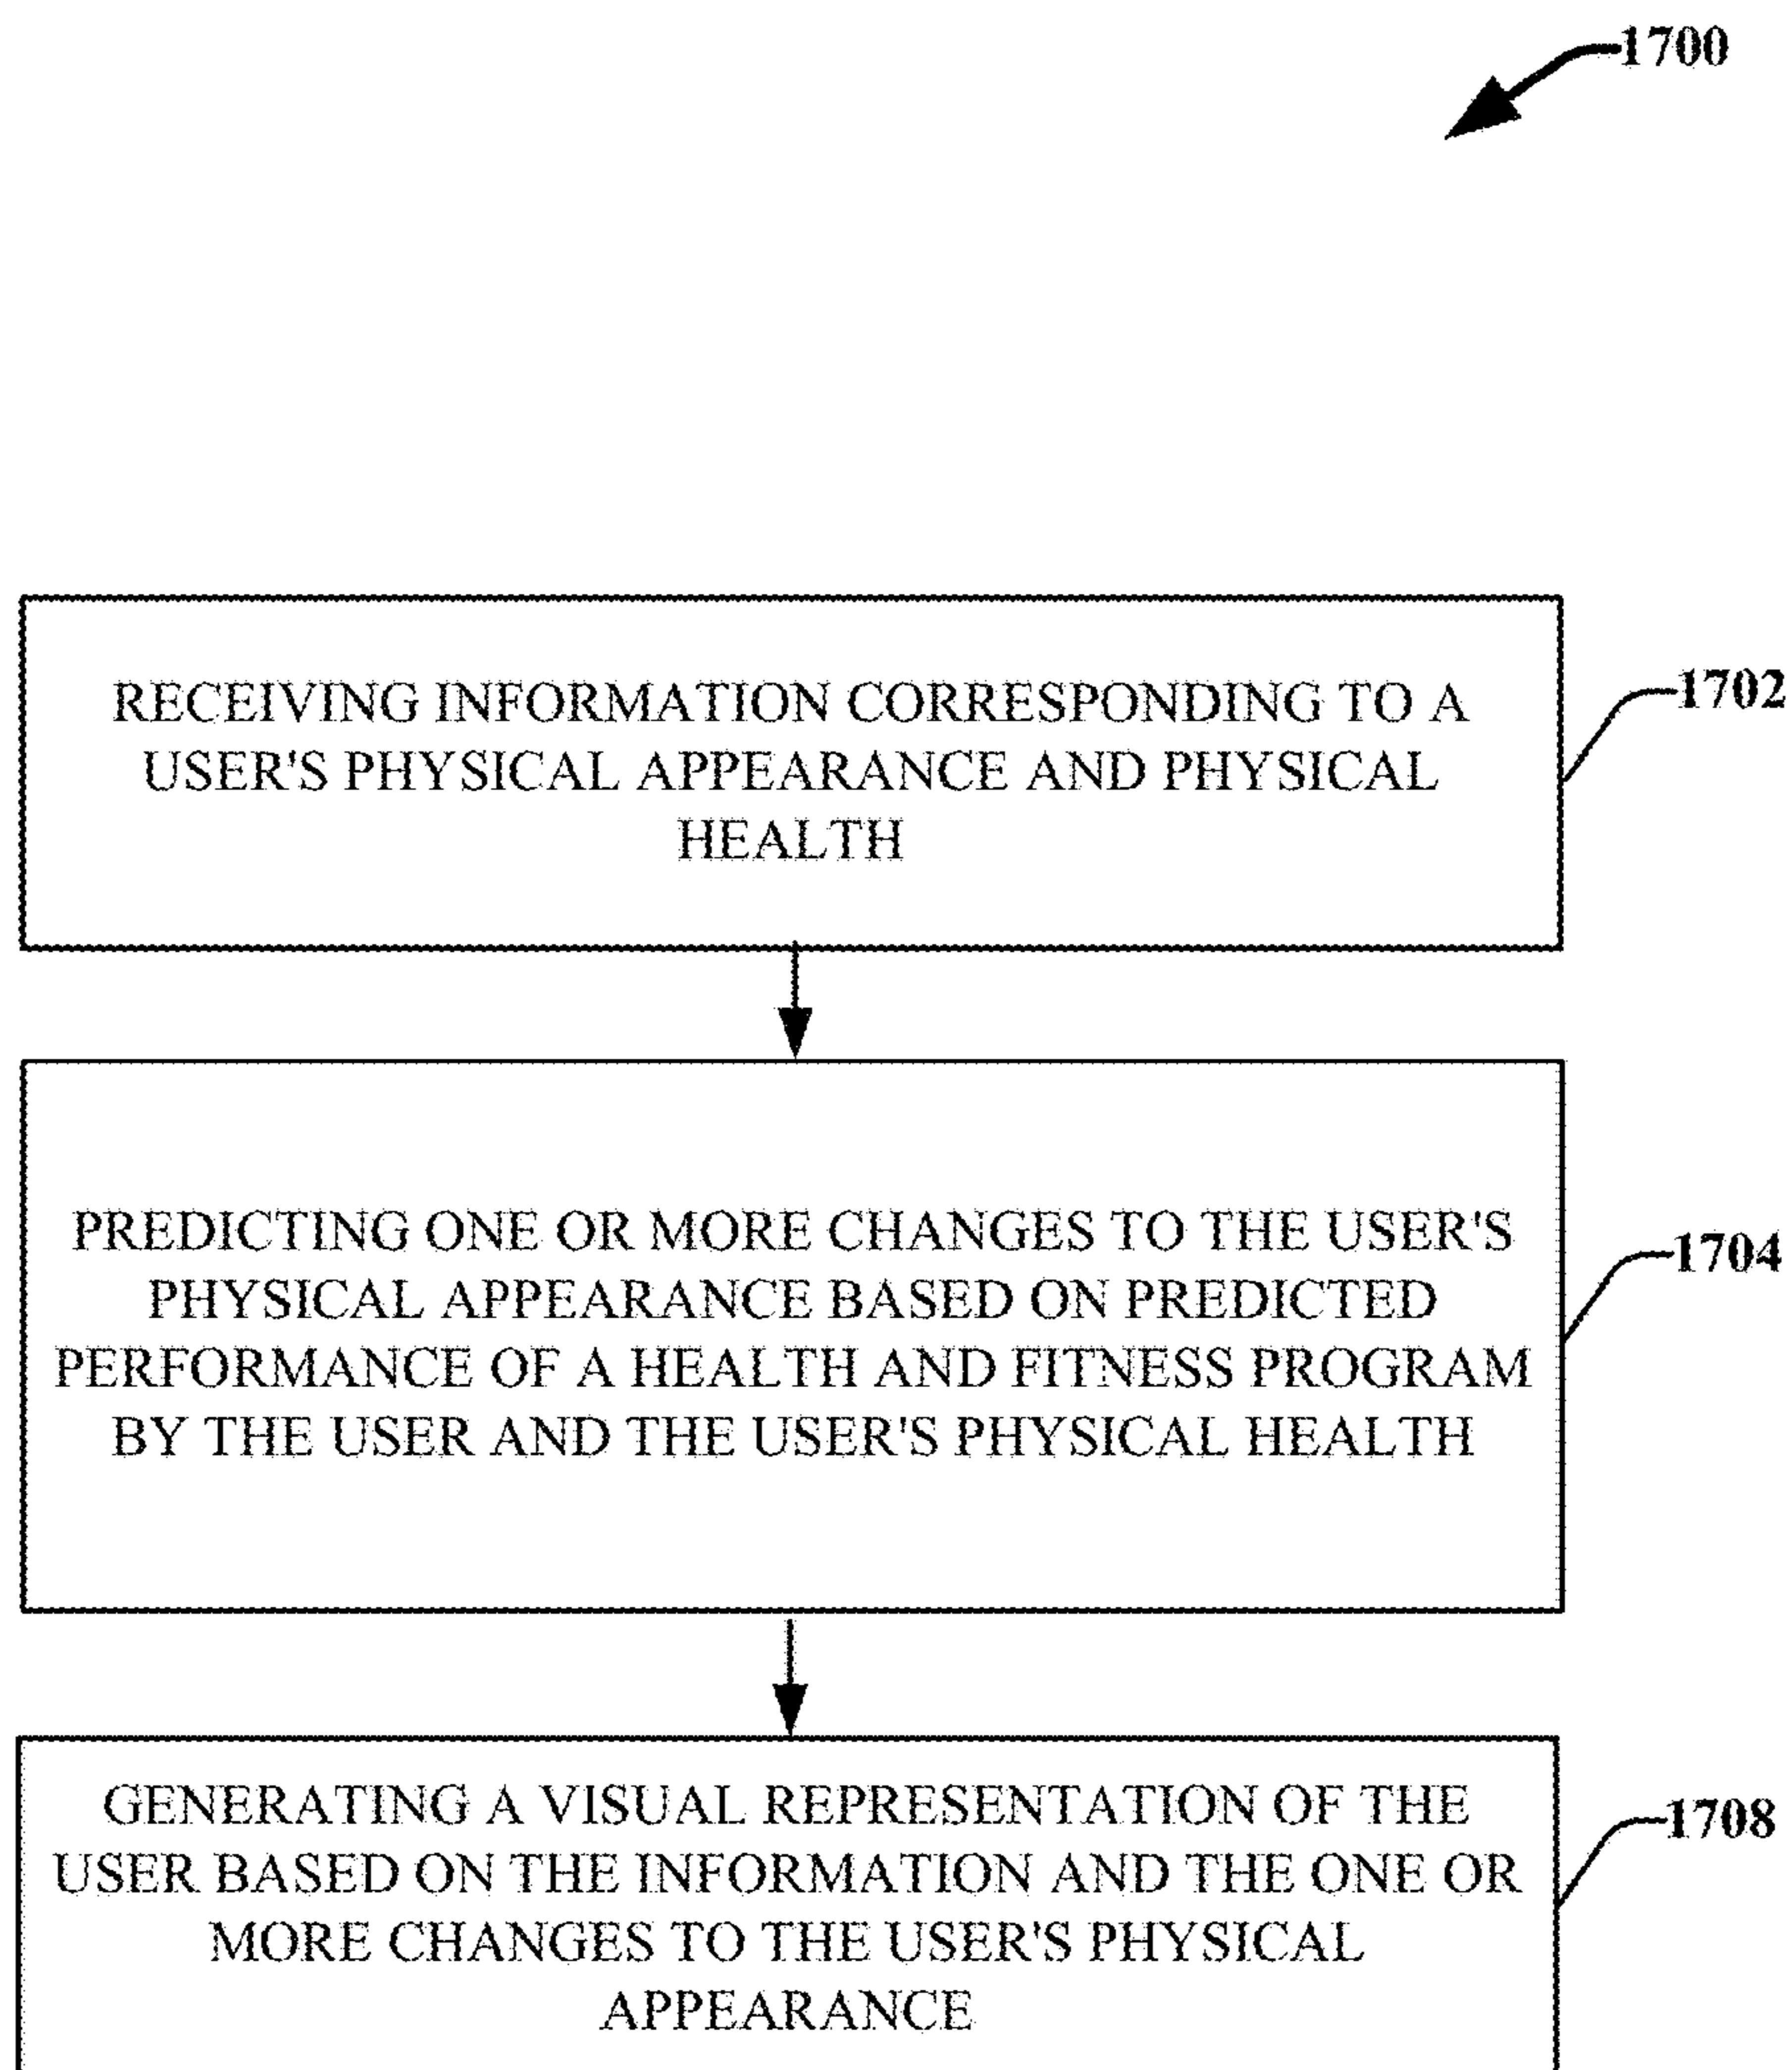 1700
RECEIVING INFORMATION CORRESPONDING TO A
USER'S PHYSICAL APPEARANCE AND PHYSICAL
HEALTH
1702
PREDICTING ONE OR MORE CHANGES TO THE USER'S
PHYSICAL APPEARANCE BASED ON PREDICTED
PERFORMANCE OF A HEALTH AND FITNESS PROGRAM
BY THE USER AND THE USER'S PHYSICAL HEALTH
1704
GENERATING A VISUAL REPRESENTATION OF THE
USER BASED ON THE INFORMATION AND THE ONE OR
MORE CHANGES TO THE USER'S PHYSICAL
APPEARANCE
1708